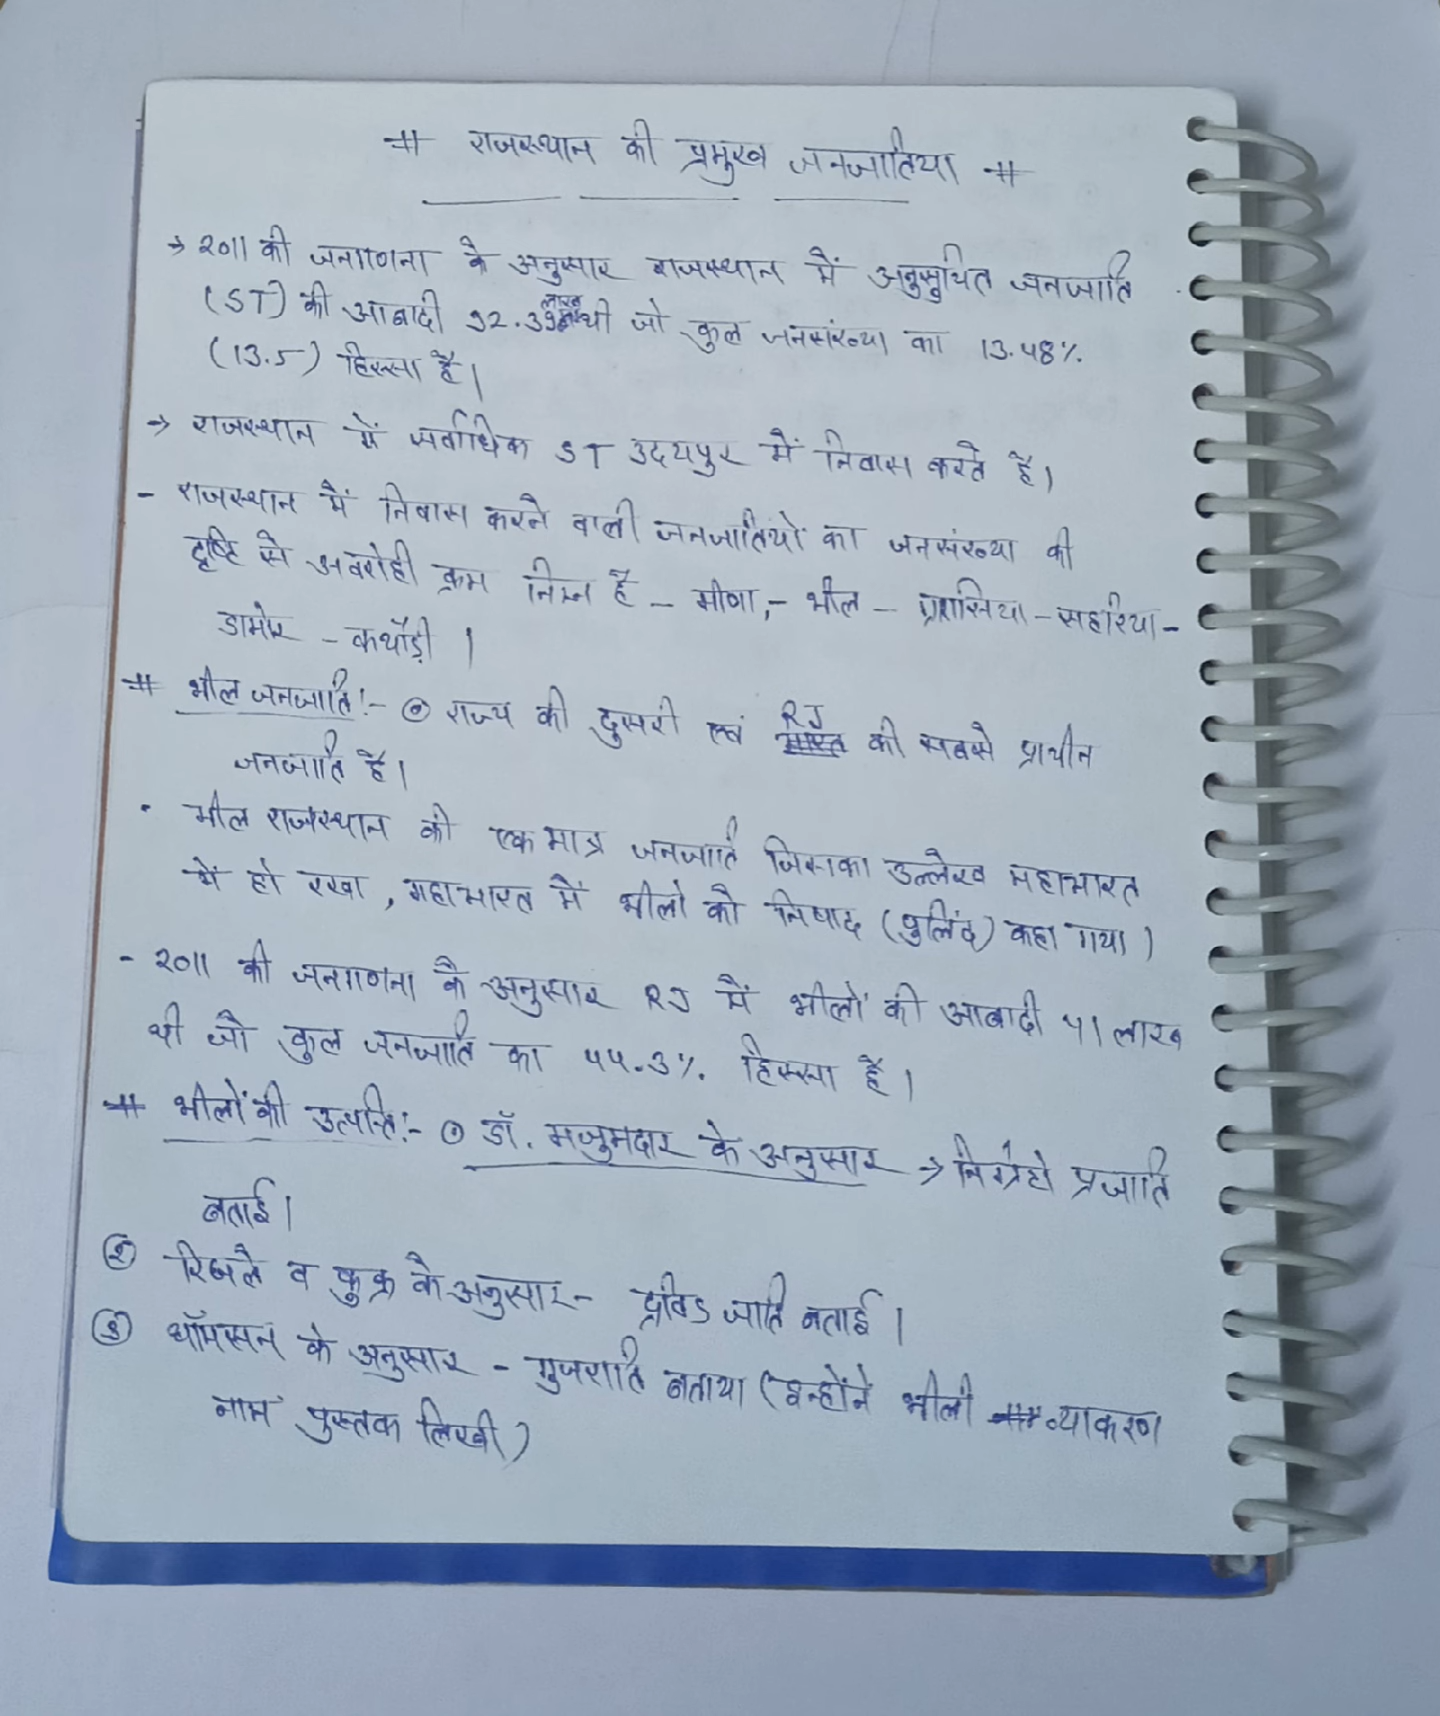 # राजस्थान की प्रमुख जनजातिया #
→ 2011 की जनगणना के अनुसार राजस्थान में अनुसुचित जनजाति
(ST) की आबादी 92.39 लाख थी जो कुल जनसंख्या का 13.48%
(13.5) हिस्सा है।
→ राजस्थान में सर्वाधिक ST उदयपुर में निवास करते है।
- राजस्थान में निवास करने वाली जनजातियों का जनसंख्या की
दृष्टि से अवरोही क्रम निम्न है - मीणा, - भील - ग्रासिया - सहरिया -
डामोर - कथौड़ी ।
# भील जनजाति:- ⊙ राज्य की दुसरी एवं RJ की सबसे प्राचीन
जनजाति है।
• भील राजस्थान की एक मात्र जनजाति जिसका उल्लेख महाभारत
में हो रखा, महाभारत में भीलो को निषाद (पुलिंद) कहा गया।
- 2011 की जनगणना के अनुसार RJ में भीलों की आबादी 41 लाख
थी जो कुल जनजाति का 44.3% हिस्सा है।
# भीलों की उत्पत्ति:- ① डॉ. मजुमदार के अनुसार → प्रजाति
बताई।
② रिजले व क्रुक के अनुसार - द्रविड जाति बताई।
③ थॉमसन के अनुसार - गुजराति बताया (इन्होंने भीली व्याकरण
नाम पुस्तक लिखी)